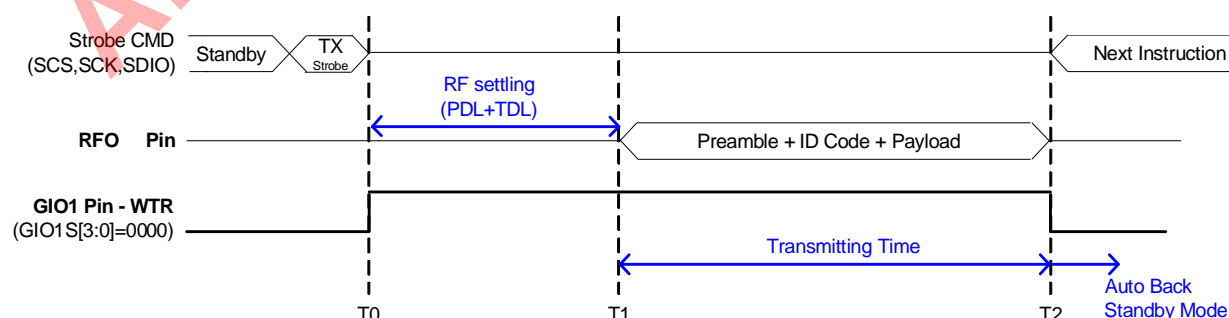 Strobe CMD
(SCS,SCK,SDIO)
Standby
TX
Strobe
Next Instruction
RF settling
(PDL+TDL)
RFO Pin
Preamble + ID Code + Payload
GIO1 Pin - WTR
(GIO1S[3:0]=0000)
Transmitting Time
Auto Back
Standby Mode
T0
T1
T2